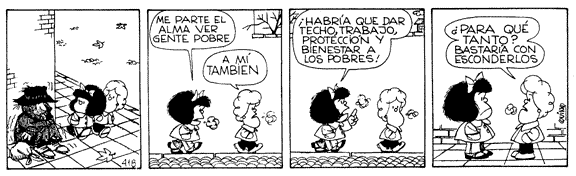 418
ME PARTE EL
ALMA VER
GENTE POBRE
A MÍ
TAMBIEN
¡HABRÍA QUE DAR
TECHO, TRABAJO,
PROTECCIÓN Y
BIENESTAR A
LOS POBRES!
¿PARA QUÉ
TANTO?
BASTARÍA CON
ESCONDERLOS
QUINO